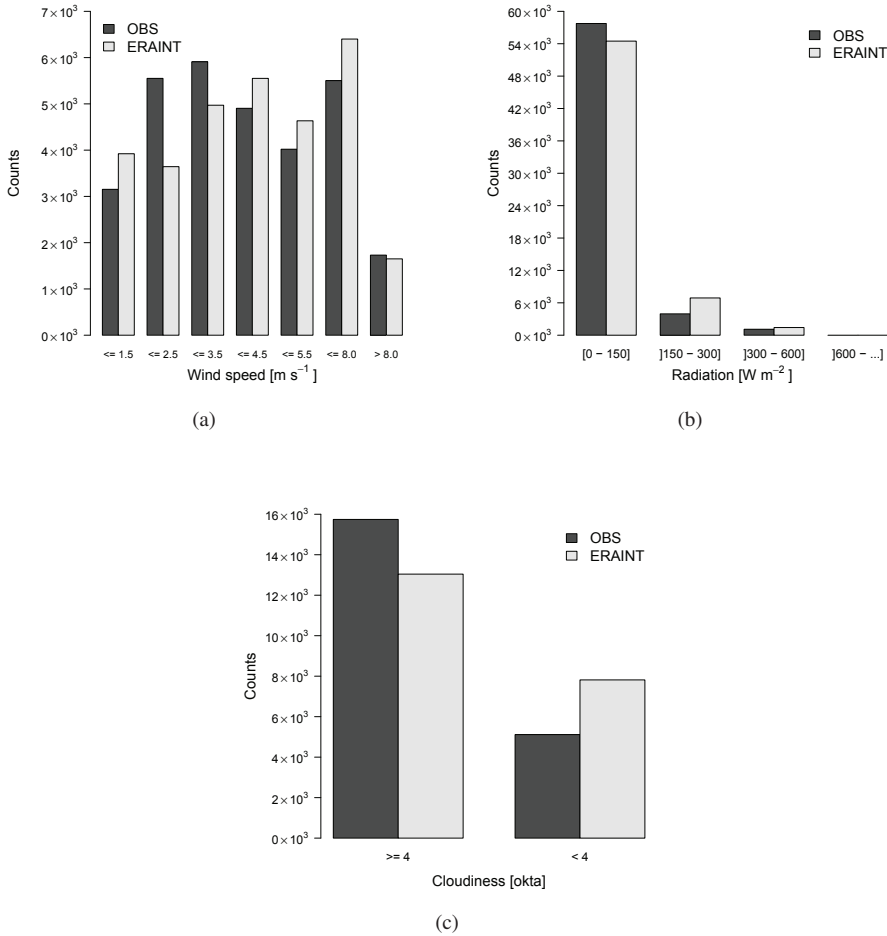 7 × 10³
6 × 10³
5 × 10³
4 × 10³
3 × 10³
2 × 10³
1 × 10³
0 × 10³
Counts
OBS
ERAINT
<= 1.5 <= 2.5 <= 3.5 <= 4.5 <= 5.5 <= 8.0 > 8.0
Wind speed [m s⁻¹ ]
(a)
60 × 10³
54 × 10³
48 × 10³
42 × 10³
36 × 10³
30 × 10³
24 × 10³
18 × 10³
12 × 10³
6 × 10³
0 × 10³
Counts
OBS
ERAINT
[0 − 150] ]150 − 300] ]300 − 600] ]600 − ...]
Radiation [W m⁻² ]
(b)
16 × 10³
14 × 10³
12 × 10³
10 × 10³
8 × 10³
6 × 10³
4 × 10³
2 × 10³
0 × 10³
Counts
OBS
ERAINT
>= 4 < 4
Cloudiness [okta]
(c)